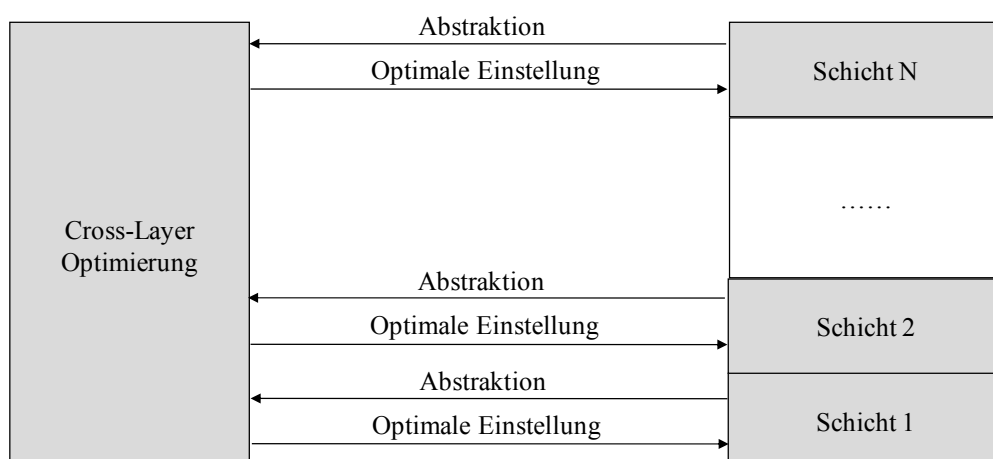 Abstraktion
Optimale Einstellung
Schicht N
……
Cross-Layer
Optimierung
Abstraktion
Optimale Einstellung
Schicht 2
Abstraktion
Optimale Einstellung
Schicht 1